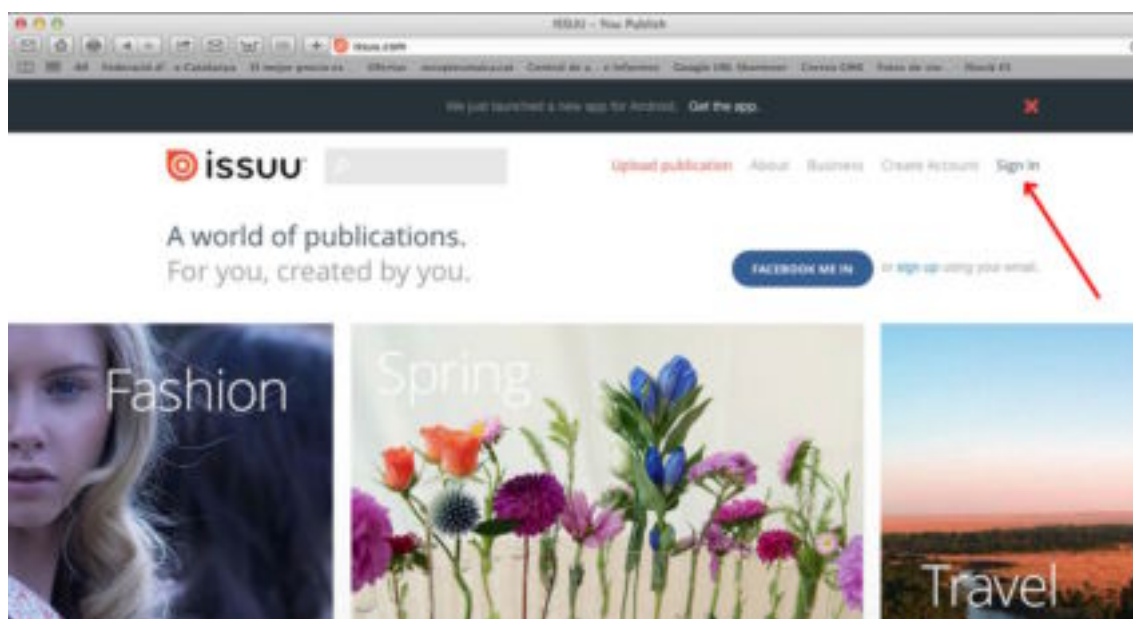 ISSUU – You Publish
issuu.com
We just launched a new app for Android. Get the app.
issuu
Upload publication About Business Create Account Sign In
A world of publications.
For you, created by you.
FACEBOOK ME IN or sign up using your email.
Fashion
Spring
Travel